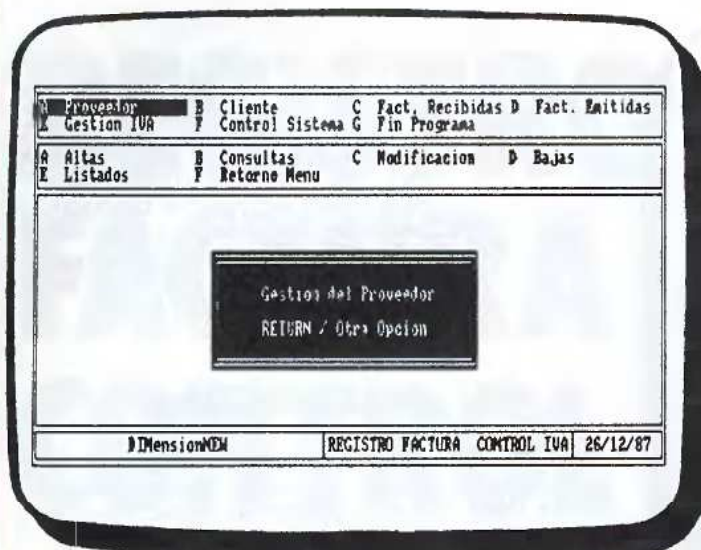 A Proveedor B Cliente C Fact. Recibidas D Fact. Emitidas
E Gestion IVA F Control Sistema G Fin Programa
A Altas B Consultas C Modificacion D Bajas
E Listados F Retorno Menu
Gestion del Proveedor
RETURN / Otra Opcion
DIMensionNEW REGISTRO FACTURA CONTROL IVA 26/12/87